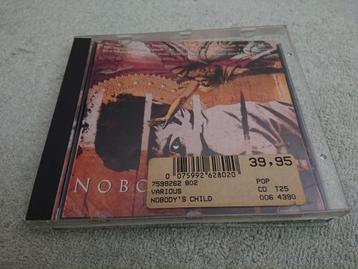 NOBO
39,95
0 075992 628020
7599262 802 POP
VARIOUS CD T25
NOBODY'S CHILD 006 4390